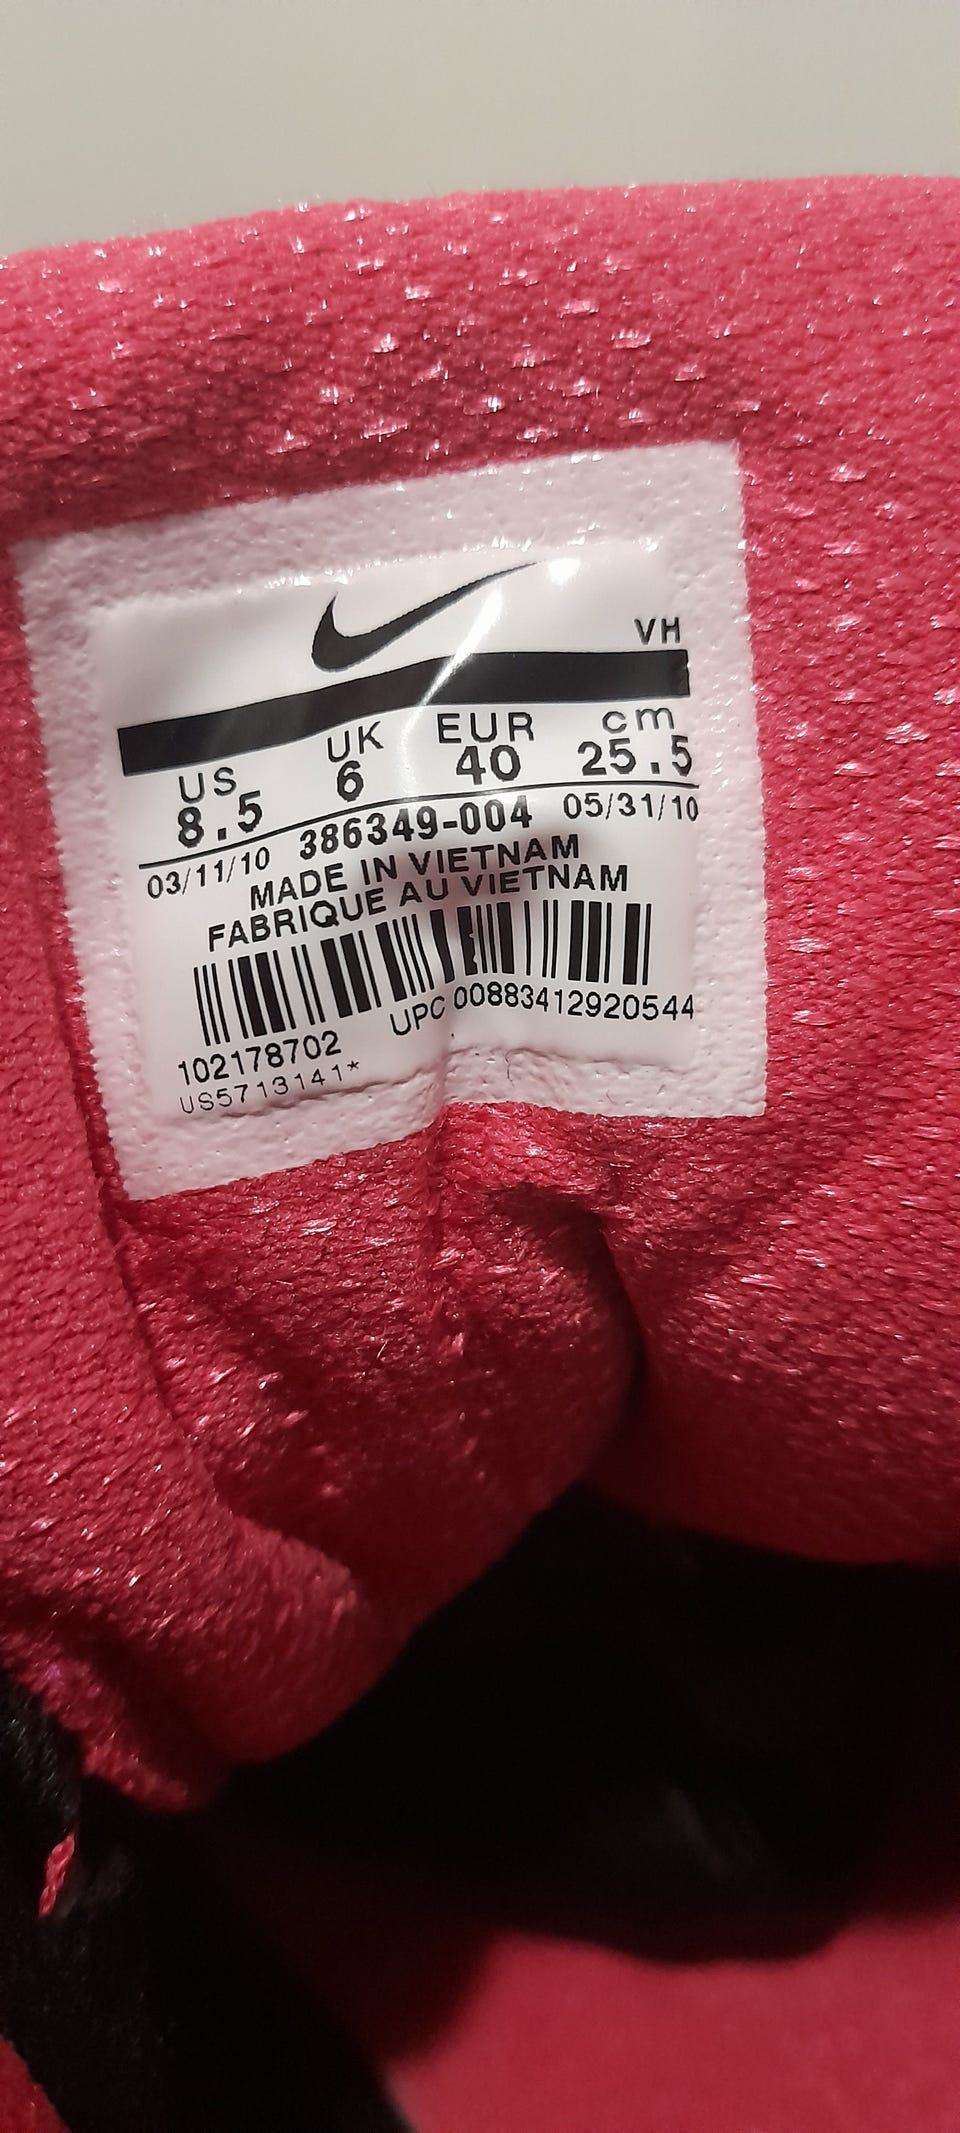 VH
US UK EUR cm
8.5 6 40 25.5
03/11/10 386349-004 05/31/10
MADE IN VIETNAM
FABRIQUE AU VIETNAM
102178702 UPC 00883412920544
US5713141*